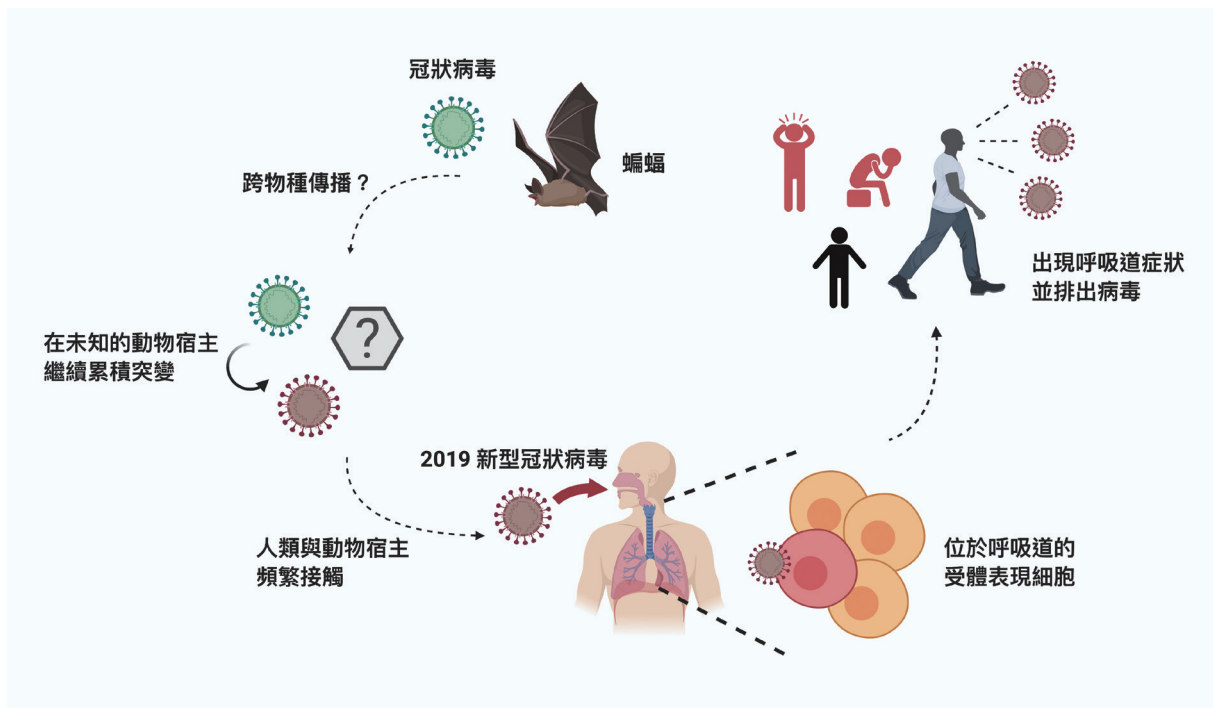 冠狀病毒
蝙蝠
跨物種傳播？
在未知的動物宿主
繼續累積突變
?
人類與動物宿主
頻繁接觸
2019 新型冠狀病毒
位於呼吸道的
受體表現細胞
出現呼吸道症狀
並排出病毒